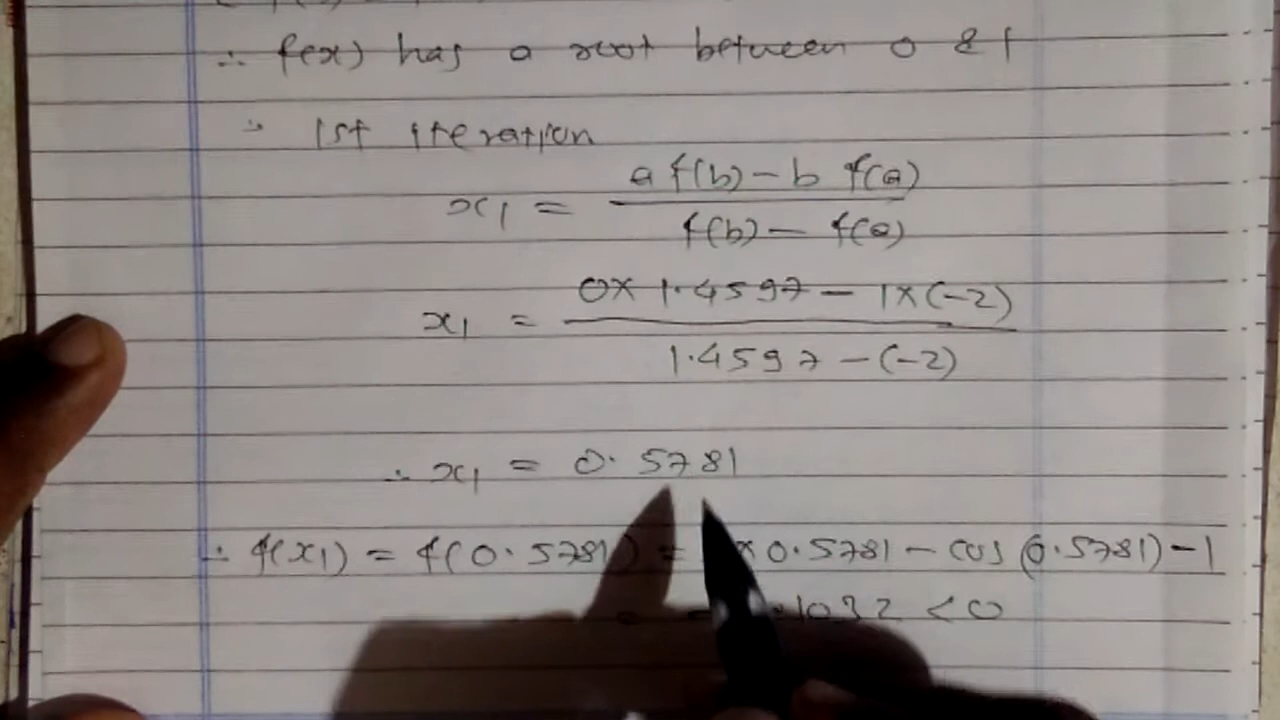 ∴ f(x) has a root between 0 & 1
∴ 1st iteration
x1 = a f(b) - b f(a) / f(b) - f(a)
x1 = 0× 1.4597 - 1×(-2) / 1.4597 - (-2)
∴ x1 = 0.5781
∴ f(x1) = f(0.5781) = × 0.5781 - cos (0.5781) - 1
.1032 < 0